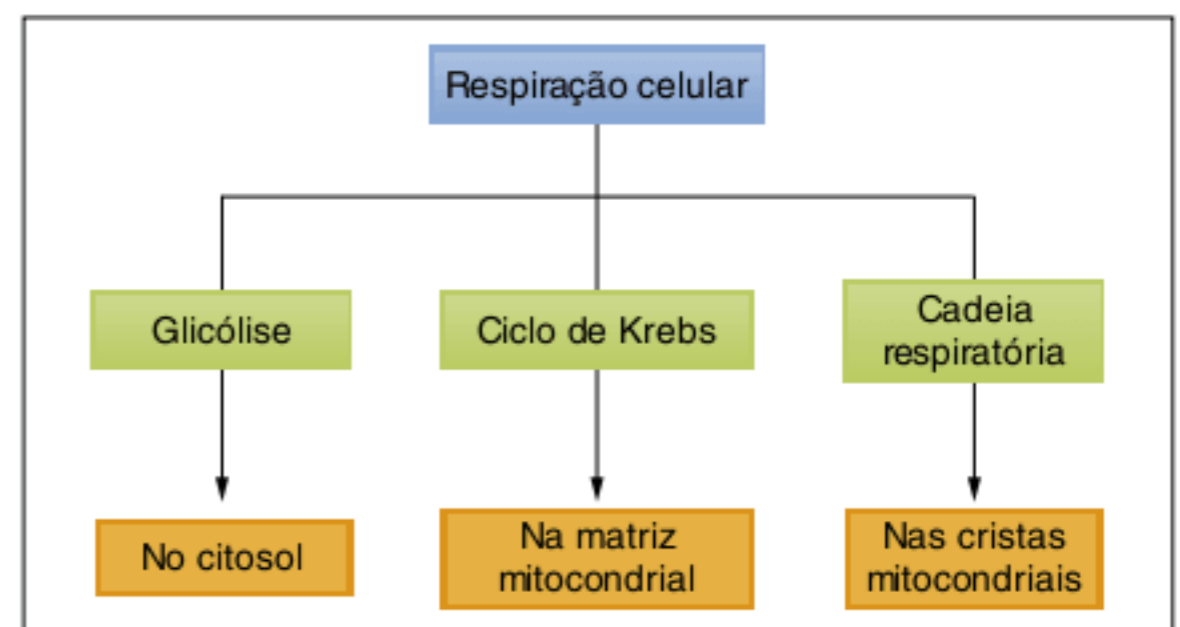 Respiração celular
Glicólise
Ciclo de Krebs
Cadeia
respiratória
No citosol
Na matriz
mitocondrial
Nas cristas
mitocondriais